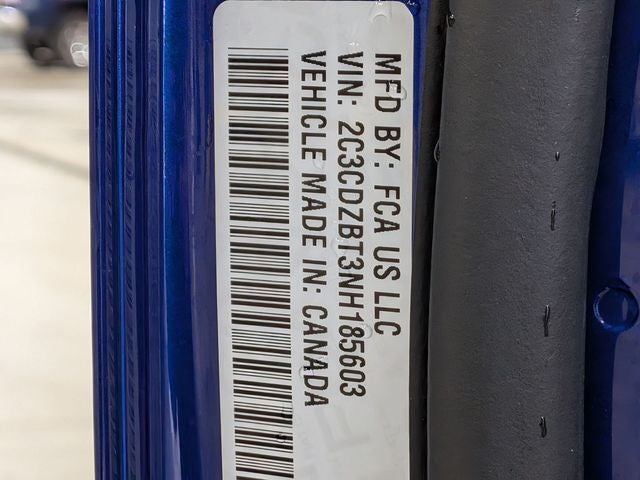 MFD BY: FCA US LLC
VIN: 2C3CDZBT3NH185603
VEHICLE MADE IN: CANADA